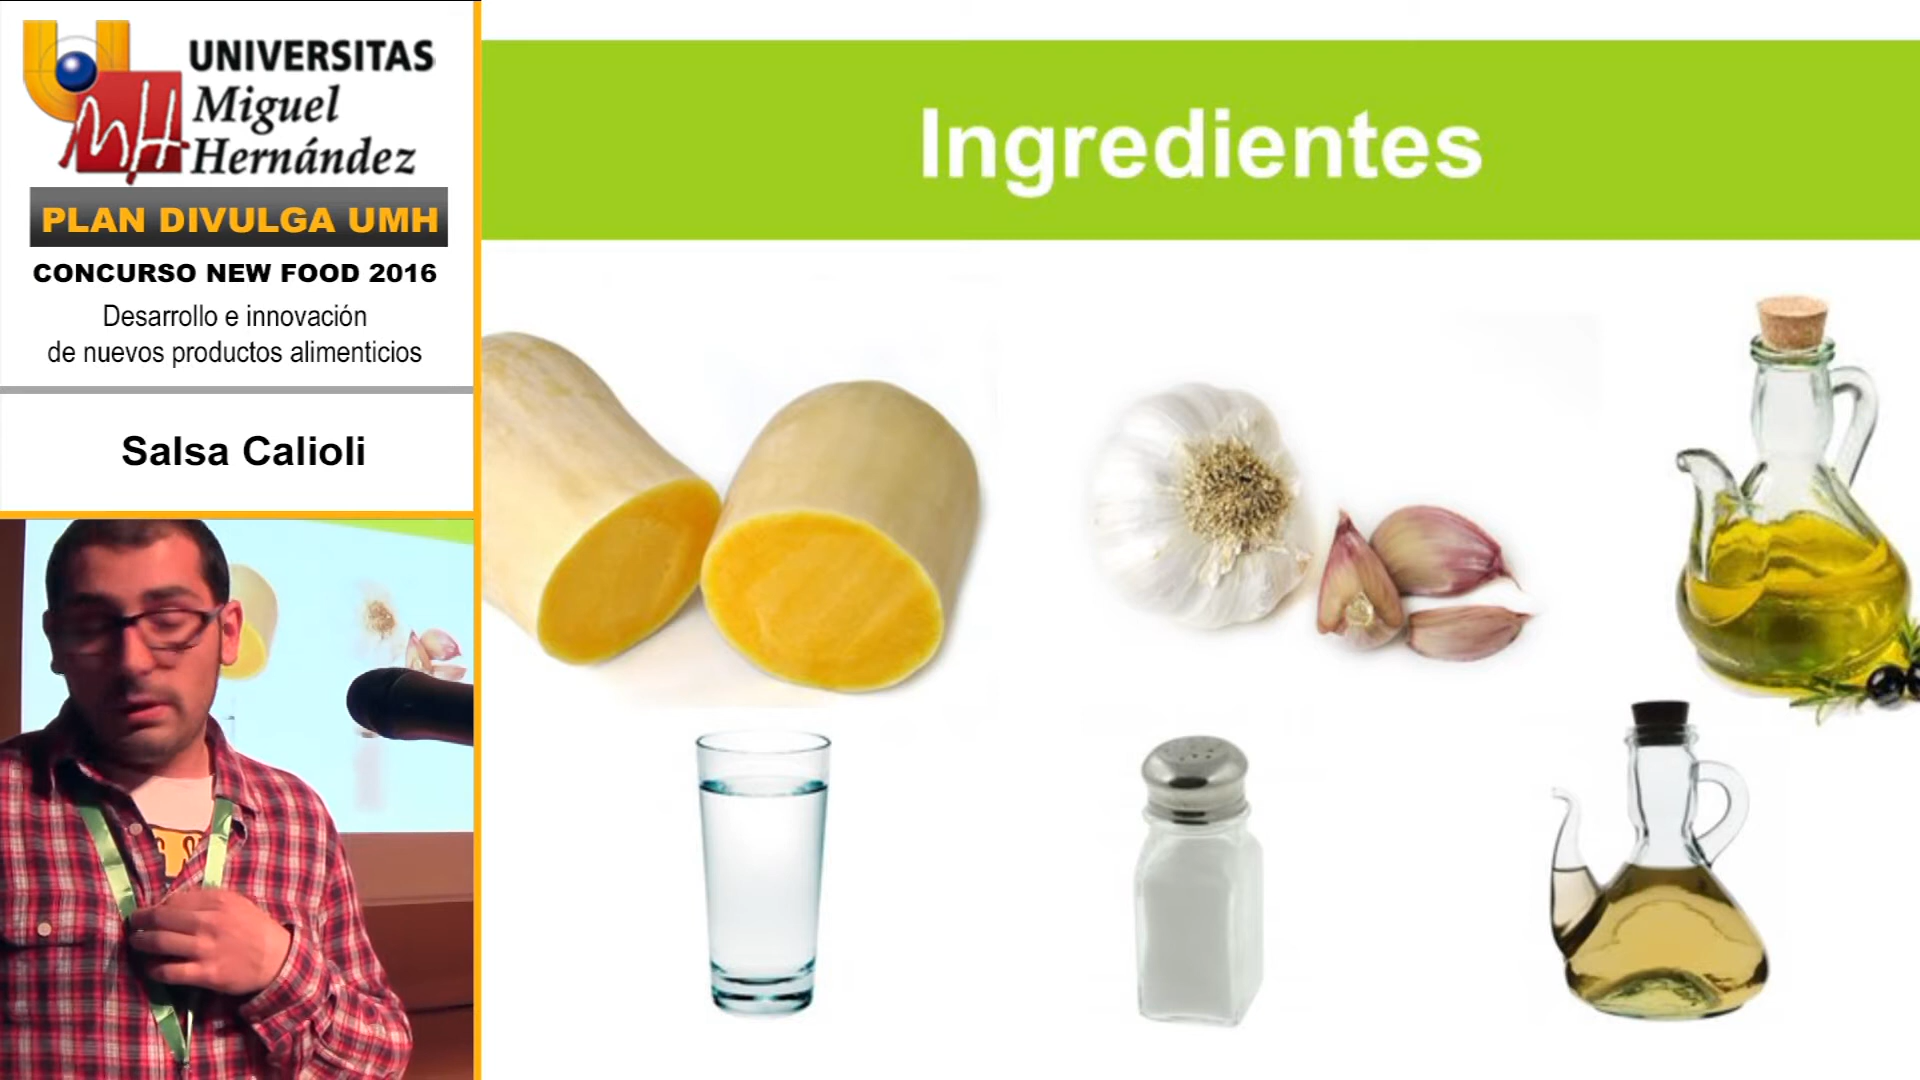 UNIVERSITAS
Miguel
Hernández
PLAN DIVULGA UMH
CONCURSO NEW FOOD 2016
Desarrollo e innovación
de nuevos productos alimenticios
Salsa Calioli
Ingredientes